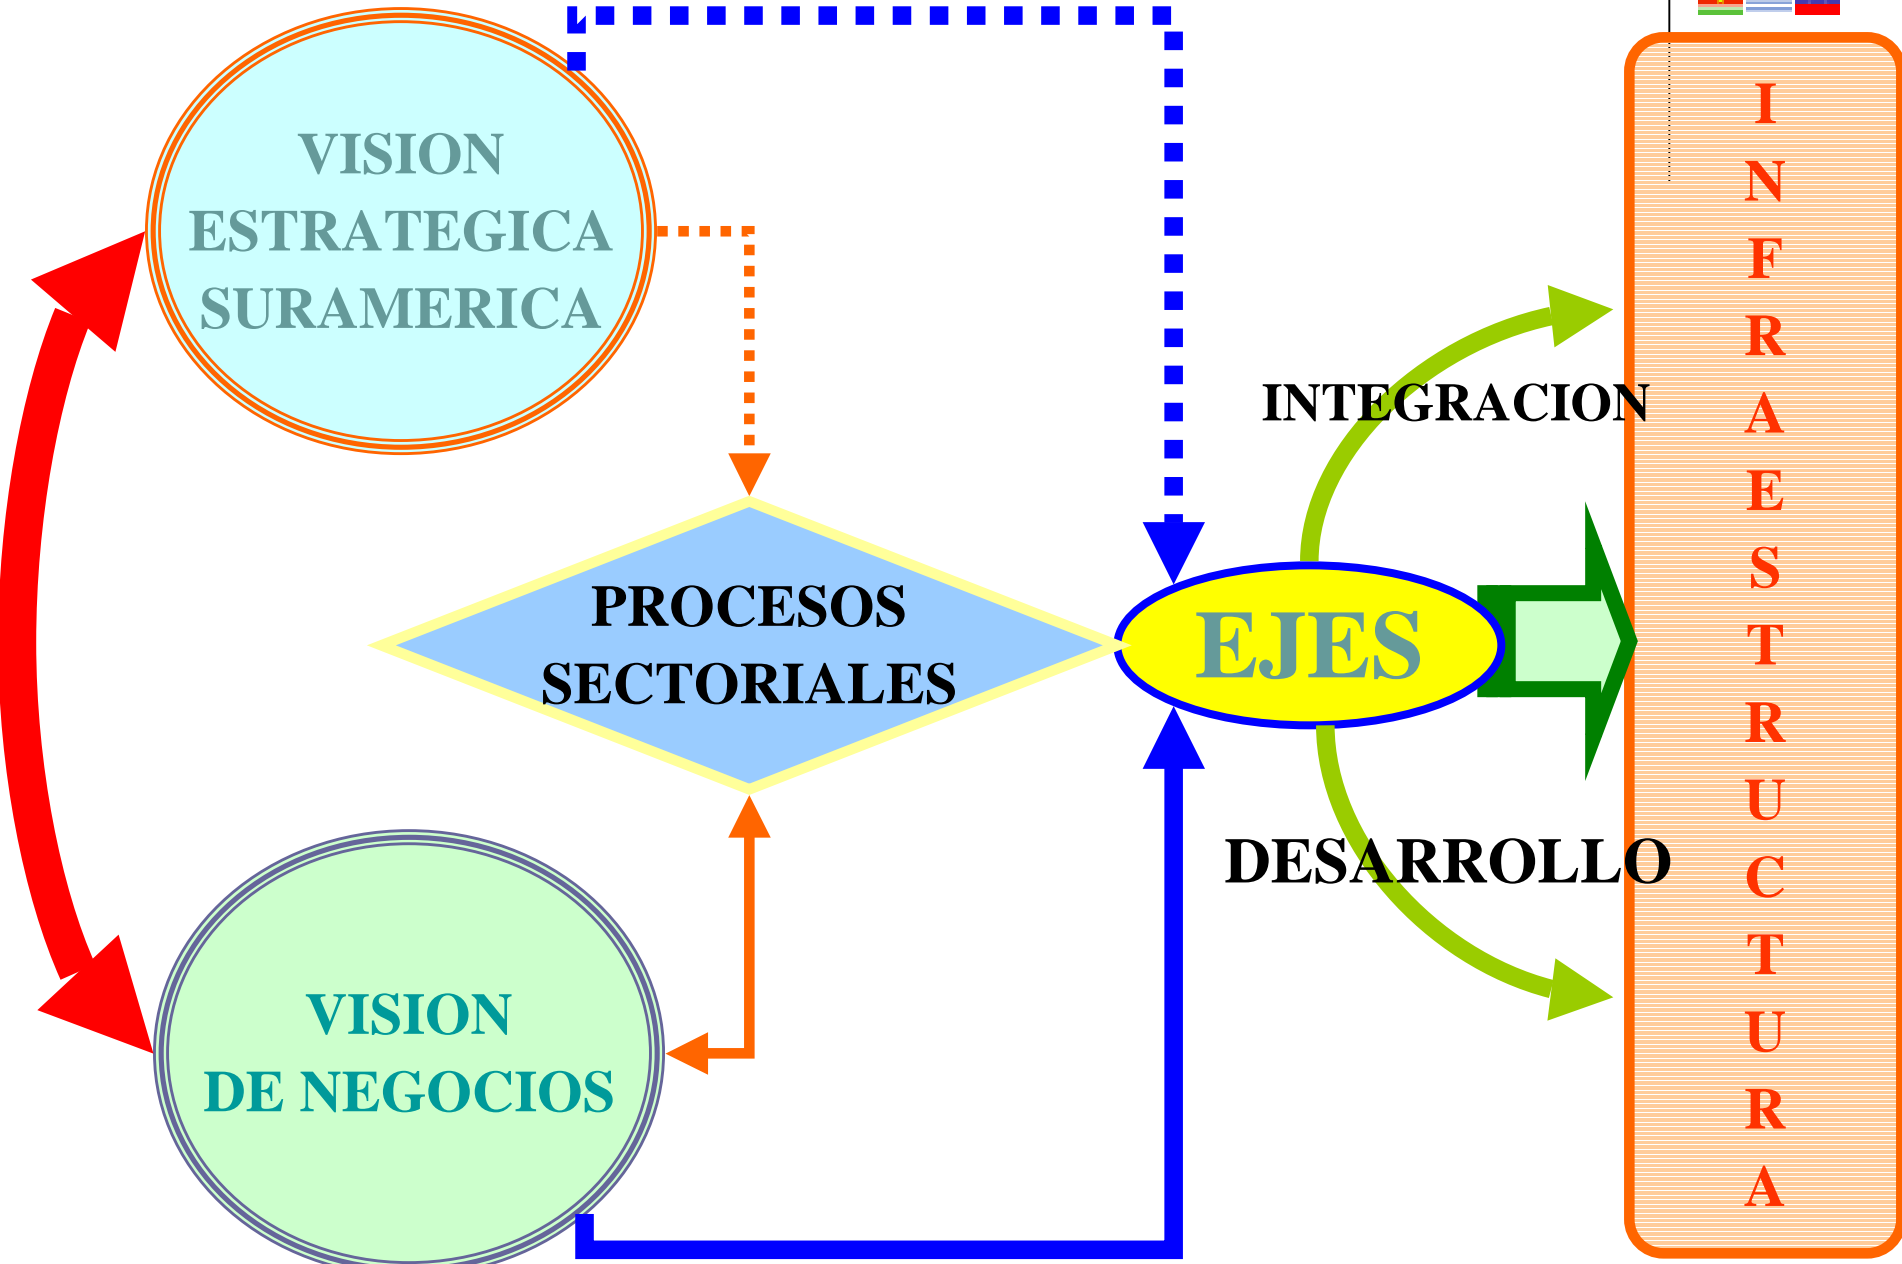 VISION
ESTRATEGICA
SURAMERICA
PROCESOS
SECTORIALES
VISION
DE NEGOCIOS
EJES
INTEGRACION
DESARROLLO
I
N
F
R
A
E
S
T
R
U
C
T
U
R
A